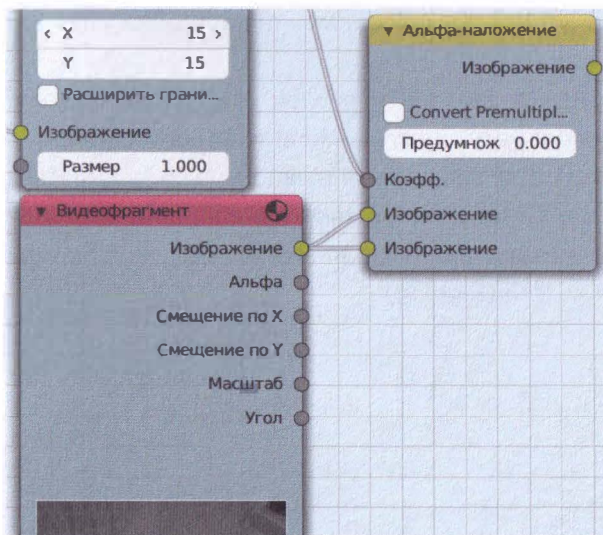 ‹ X 15 ›
Y 15
Расширить грани...
Изображение
Размер 1.000
▼ Видеофрагмент
Изображение
Альфа
Смещение по X
Смещение по Y
Масштаб
Угол
▼ Альфа-наложение
Изображение
Convert Premultipl...
Предумнож 0.000
Коэфф.
Изображение
Изображение